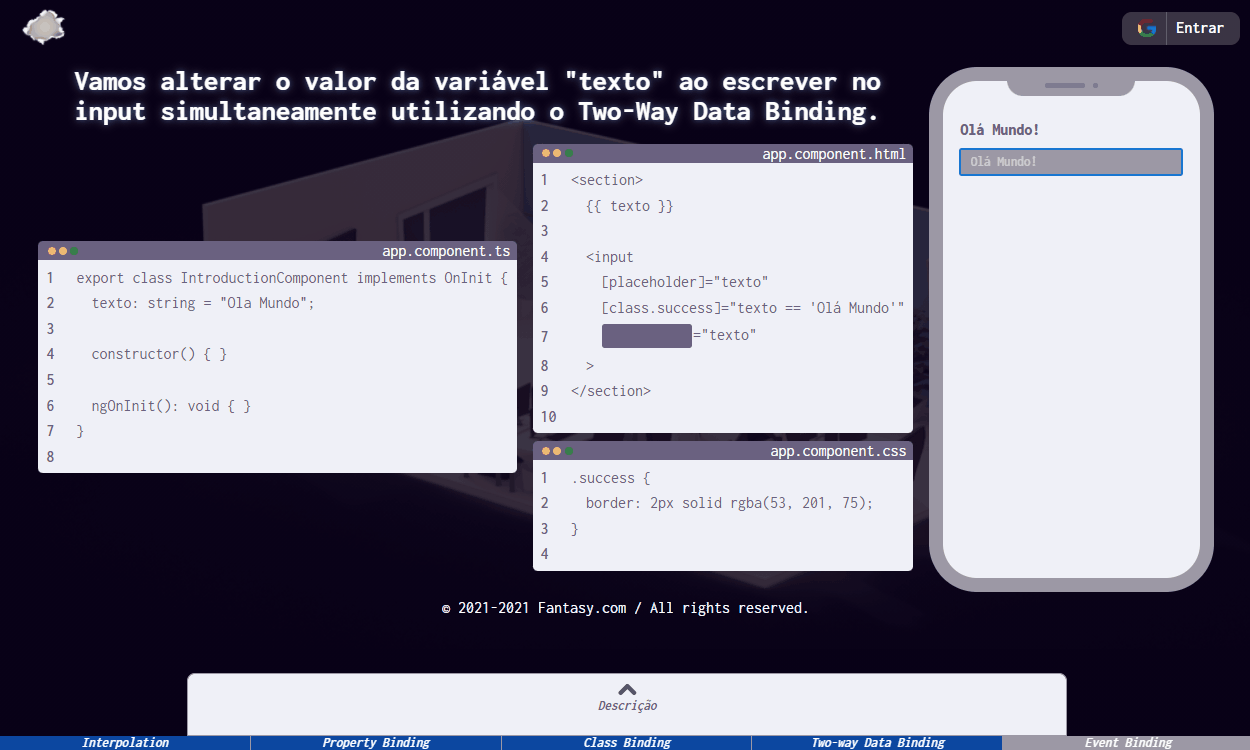 Entrar
Vamos alterar o valor da variável "texto" ao escrever no
input simultaneamente utilizando o Two-Way Data Binding.
app.component.ts
1 export class IntroductionComponent implements OnInit {
2 texto: string = "Ola Mundo";
3
4 constructor() { }
5
6 ngOnInit(): void { }
7 }
8
app.component.html
1 <section>
2 {{ texto }}
3
4 <input
5 [placeholder]="texto"
6 [class.success]="texto == 'Olá Mundo'"
7 ="texto"
8 >
9 </section>
10
app.component.css
1 .success {
2 border: 2px solid rgba(53, 201, 75);
3 }
4
Olá Mundo!
Olá Mundo!
© 2021-2021 Fantasy.com / All rights reserved.
Descrição
Interpolation
Property Binding
Class Binding
Two-way Data Binding
Event Binding